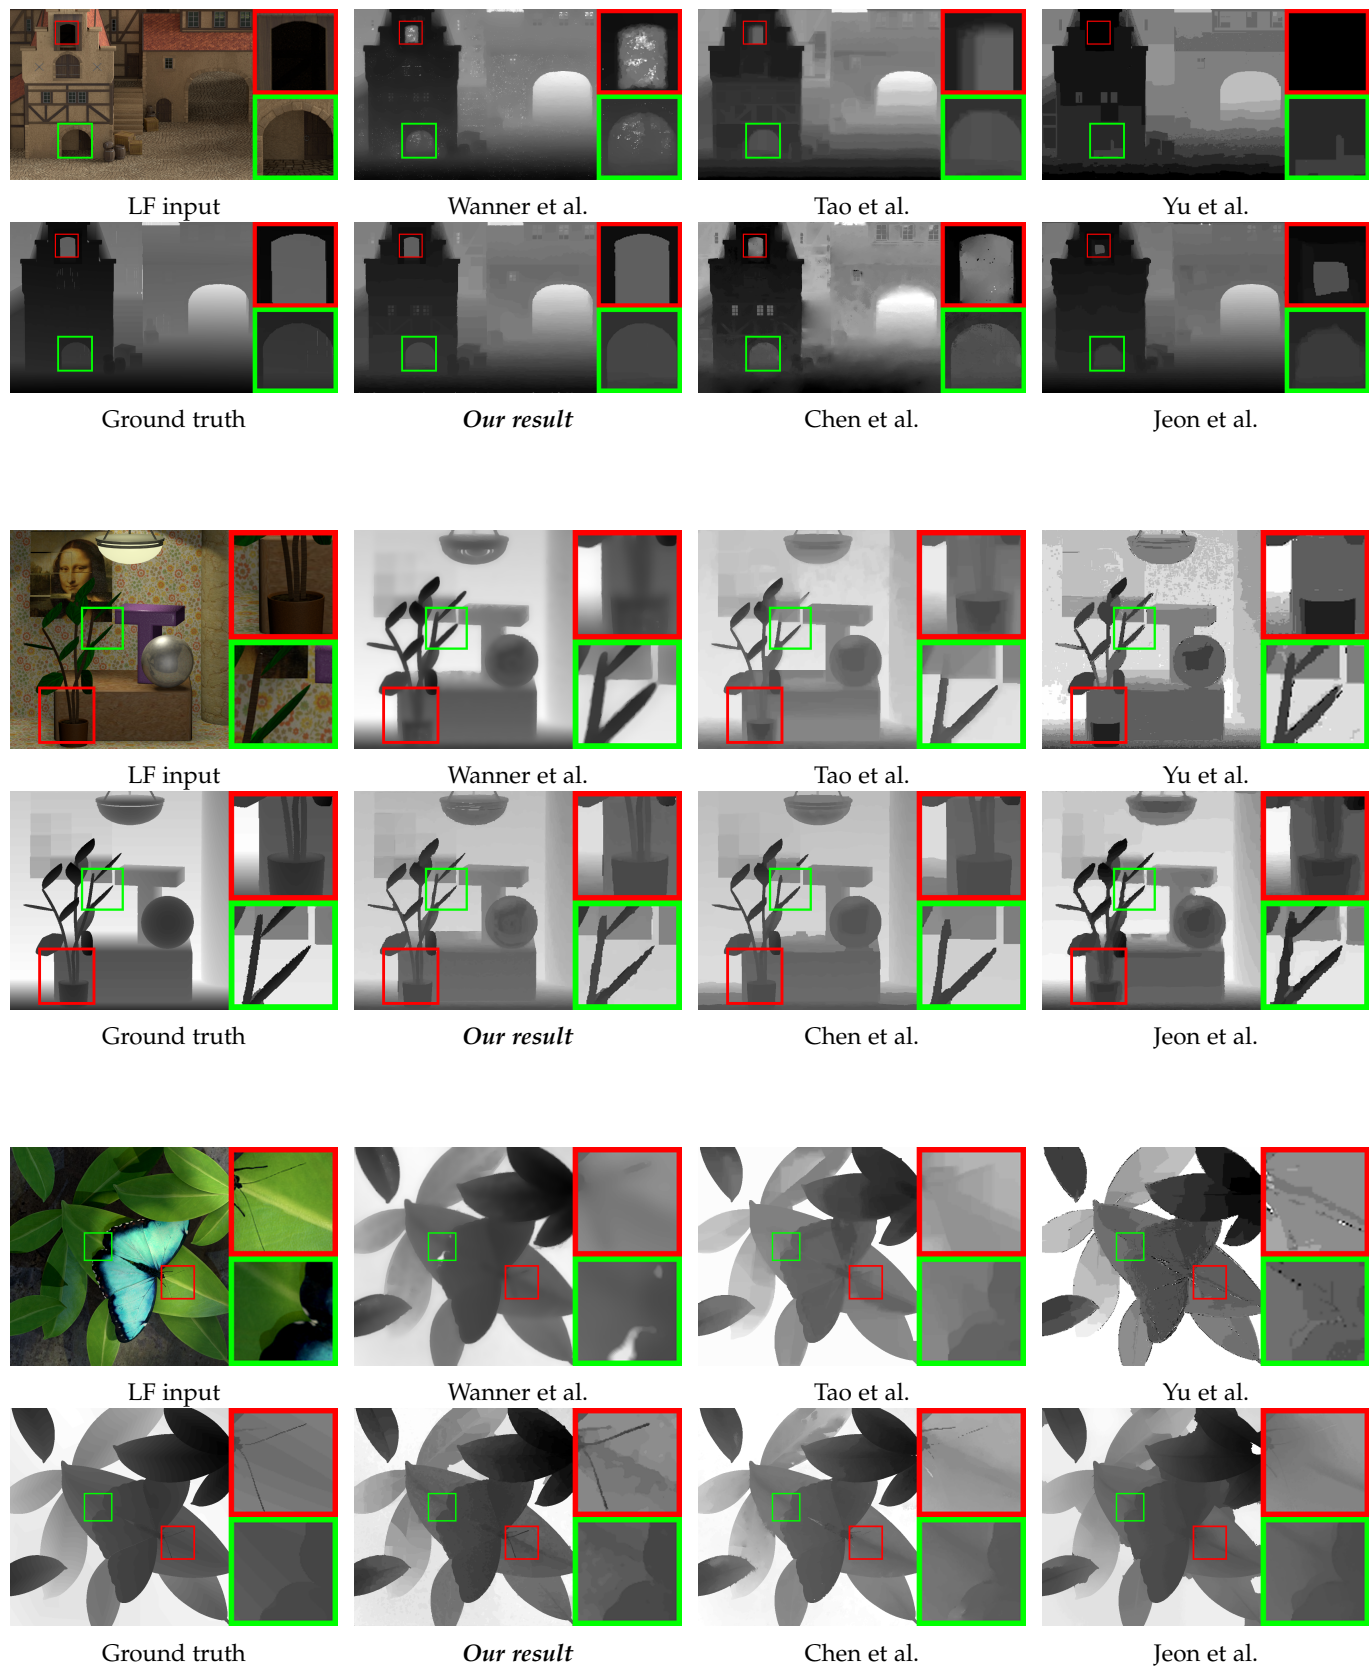 LF input Wanner et al. Tao et al. Yu et al.
Ground truth Our result Chen et al. Jeon et al.
LF input Wanner et al. Tao et al. Yu et al.
Ground truth Our result Chen et al. Jeon et al.
LF input Wanner et al. Tao et al. Yu et al.
Ground truth Our result Chen et al. Jeon et al.